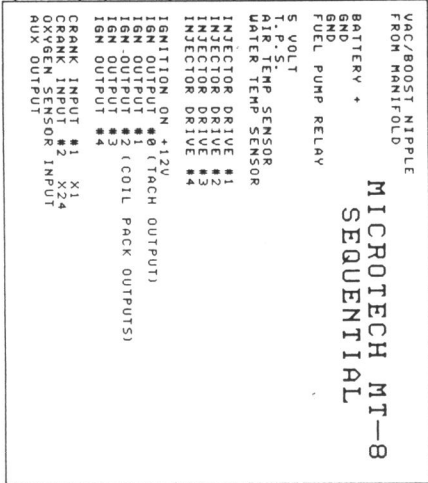 VAC/BOOST NIPPLE
FROM MANIFOLD
MICROTECH MT-8
SEQUENTIAL
BATTERY +
GND
GND
FUEL PUMP RELAY
5 VOLT
T.P.S.
AIR TEMP SENSOR
WATER TEMP SENSOR
INJECTOR DRIVE #1
INJECTOR DRIVE #2
INJECTOR DRIVE #3
INJECTOR DRIVE #4
IGNITION ON +12V
IGN OUTPUT #0 (TACH OUTPUT)
IGN OUTPUT #1
IGN OUTPUT #2 (COIL PACK OUTPUTS)
IGN OUTPUT #3
IGN OUTPUT #4
CRANK INPUT #1 X1
CRANK INPUT #2 X24
OXYGEN SENSOR INPUT
AUX OUTPUT